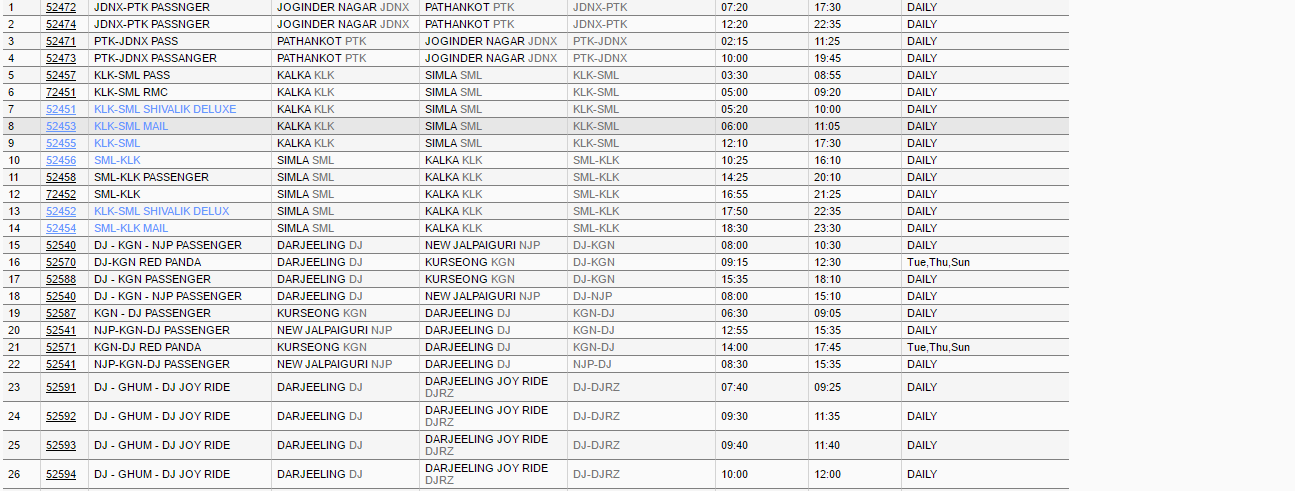 1 52472 JDNX-PTK PASSNGER JOGINDER NAGAR JDNX PATHANKOT PTK JDNX-PTK 07:20 17:30 DAILY
2 52474 JDNX-PTK PASSNGER JOGINDER NAGAR JDNX PATHANKOT PTK JDNX-PTK 12:20 22:35 DAILY
3 52471 PTK-JDNX PASS PATHANKOT PTK JOGINDER NAGAR JDNX PTK-JDNX 02:15 11:25 DAILY
4 52473 PTK-JDNX PASSANGER PATHANKOT PTK JOGINDER NAGAR JDNX PTK-JDNX 10:00 19:45 DAILY
5 52457 KLK-SML PASS KALKA KLK SIMLA SML KLK-SML 03:30 08:55 DAILY
6 72451 KLK-SML RMC KALKA KLK SIMLA SML KLK-SML 05:00 09:20 DAILY
7 52451 KLK-SML SHIVALIK DELUXE KALKA KLK SIMLA SML KLK-SML 05:20 10:00 DAILY
8 52453 KLK-SML MAIL KALKA KLK SIMLA SML KLK-SML 06:00 11:05 DAILY
9 52455 KLK-SML KALKA KLK SIMLA SML KLK-SML 12:10 17:30 DAILY
10 52456 SML-KLK SIMLA SML KALKA KLK SML-KLK 10:25 16:10 DAILY
11 52458 SML-KLK PASSENGER SIMLA SML KALKA KLK SML-KLK 14:25 20:10 DAILY
12 72452 SML-KLK SIMLA SML KALKA KLK SML-KLK 16:55 21:25 DAILY
13 52452 KLK-SML SHIVALIK DELUX SIMLA SML KALKA KLK SML-KLK 17:50 22:35 DAILY
14 52454 SML-KLK MAIL SIMLA SML KALKA KLK SML-KLK 18:30 23:30 DAILY
15 52540 DJ - KGN - NJP PASSENGER DARJEELING DJ NEW JALPAIGURI NJP DJ-KGN 08:00 10:30 DAILY
16 52570 DJ-KGN RED PANDA DARJEELING DJ KURSEONG KGN DJ-KGN 09:15 12:30 Tue,Thu,Sun
17 52588 DJ - KGN PASSENGER DARJEELING DJ KURSEONG KGN DJ-KGN 15:35 18:10 DAILY
18 52540 DJ - KGN - NJP PASSENGER DARJEELING DJ NEW JALPAIGURI NJP DJ-NJP 08:00 15:10 DAILY
19 52587 KGN - DJ PASSENGER KURSEONG KGN DARJEELING DJ KGN-DJ 06:30 09:05 DAILY
20 52541 NJP-KGN-DJ PASSENGER NEW JALPAIGURI NJP DARJEELING DJ KGN-DJ 12:55 15:35 DAILY
21 52571 KGN-DJ RED PANDA KURSEONG KGN DARJEELING DJ KGN-DJ 14:00 17:45 Tue,Thu,Sun
22 52541 NJP-KGN-DJ PASSENGER NEW JALPAIGURI NJP DARJEELING DJ NJP-DJ 08:30 15:35 DAILY
23 52591 DJ - GHUM - DJ JOY RIDE DARJEELING DJ DARJEELING JOY RIDE DJ-DJRZ 07:40 09:25 DAILY
DJRZ
24 52592 DJ - GHUM - DJ JOY RIDE DARJEELING DJ DARJEELING JOY RIDE DJ-DJRZ 09:30 11:35 DAILY
DJRZ
25 52593 DJ - GHUM - DJ JOY RIDE DARJEELING DJ DARJEELING JOY RIDE DJ-DJRZ 09:40 11:40 DAILY
DJRZ
26 52594 DJ - GHUM - DJ JOY RIDE DARJEELING DJ DARJEELING JOY RIDE DJ-DJRZ 10:00 12:00 DAILY
DJRZ